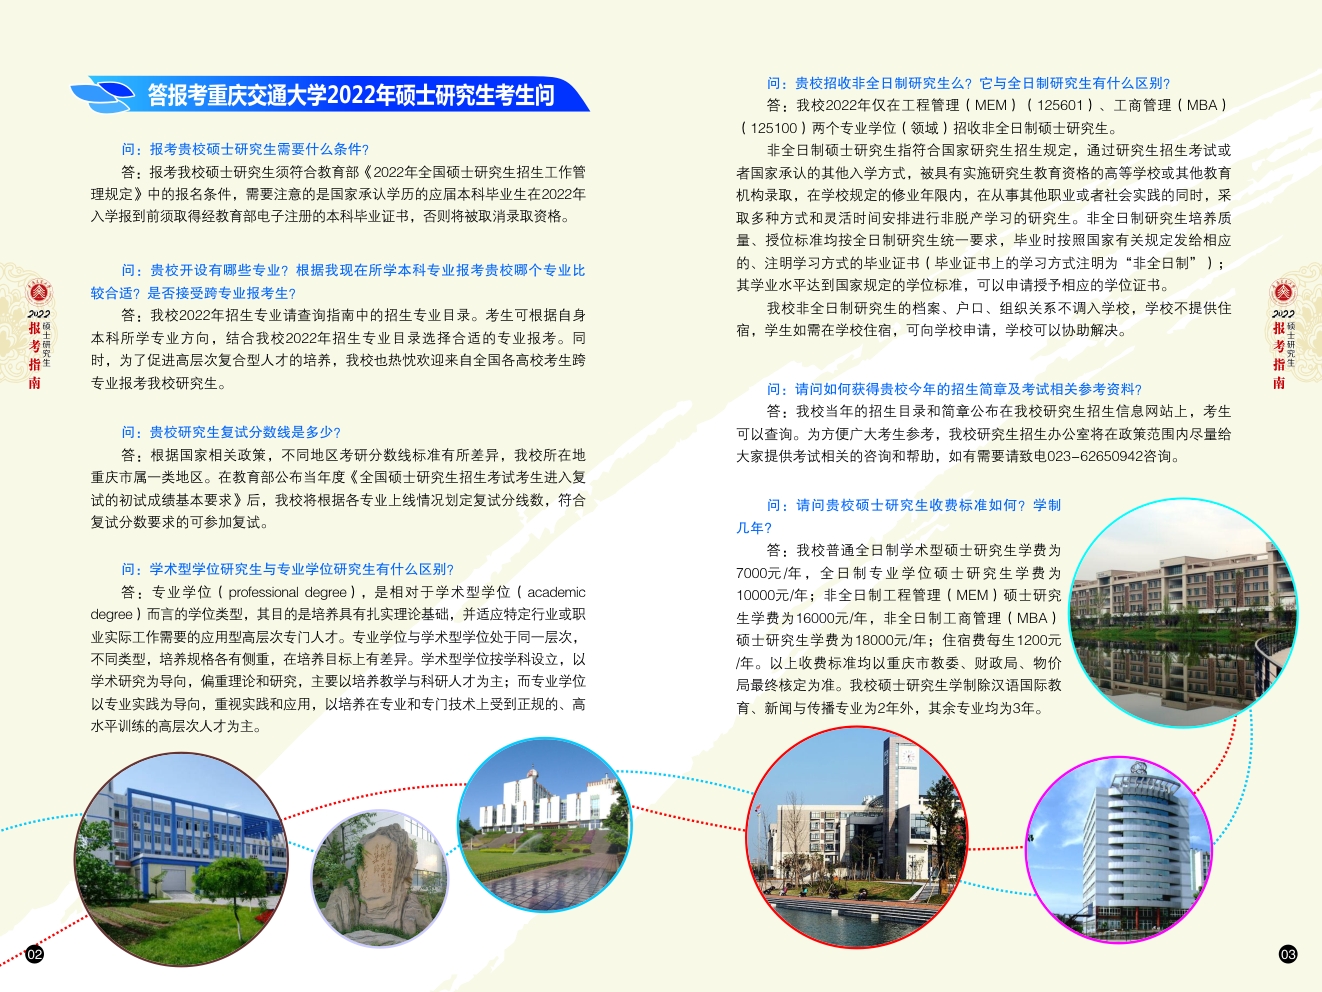 答报考重庆交通大学2022年硕士研究生考生问
问：报考贵校硕士研究生需要什么条件？
答：报考我校硕士研究生须符合教育部《2022年全国硕士研究生招生工作管
理规定》中的报名条件，需要注意的是国家承认学历的应届本科毕业生在2022年
入学报到前须取得经教育部电子注册的本科毕业证书，否则将被取消录取资格。
问：贵校开设有哪些专业？根据我现在所学本科专业报考贵校哪个专业比
较合适？是否接受跨专业报考生？
答：我校2022年招生专业请查询指南中的招生专业目录。考生可根据自身
本科所学专业方向，结合我校2022年招生专业目录选择合适的专业报考。同
时，为了促进高层次复合型人才的培养，我校也热忱欢迎来自全国各高校考生跨
专业报考我校研究生。
问：贵校研究生复试分数线是多少？
答：根据国家相关政策，不同地区考研分数线标准有所差异，我校所在地
重庆市属一类地区。在教育部公布当年度《全国硕士研究生招生考试考生进入复
试的初试成绩基本要求》后，我校将根据各专业上线情况划定复试分线数，符合
复试分数要求的可参加复试。
问：学术型学位研究生与专业学位研究生有什么区别？
答：专业学位（professional degree），是相对于学术型学位（academic
degree）而言的学位类型，其目的是培养具有扎实理论基础，并适应特定行业或职
业实际工作需要的应用型高层次专门人才。专业学位与学术型学位处于同一层次，
不同类型，培养规格各有侧重，在培养目标上有差异。学术型学位按学科设立，以
学术研究为导向，偏重理论和研究，主要以培养教学与科研人才为主；而专业学位
以专业实践为导向，重视实践和应用，以培养在专业和专门技术上受到正规的、高
水平训练的高层次人才为主。
2022
硕士研究生
报考指南
02
问：贵校招收非全日制研究生么？它与全日制研究生有什么区别？
答：我校2022年仅在工程管理（MEM）（125601）、工商管理（MBA）
（125100）两个专业学位（领域）招收非全日制硕士研究生。
非全日制硕士研究生指符合国家研究生招生规定，通过研究生招生考试或
者国家承认的其他入学方式，被具有实施研究生教育资格的高等学校或其他教育
机构录取，在学校规定的修业年限内，在从事其他职业或者社会实践的同时，采
取多种方式和灵活时间安排进行非脱产学习的研究生。非全日制研究生培养质
量、授位标准均按全日制研究生统一要求，毕业时按照国家有关规定发给相应
的、注明学习方式的毕业证书（毕业证书上的学习方式注明为“非全日制”）；
其学业水平达到国家规定的学位标准，可以申请授予相应的学位证书。
我校非全日制研究生的档案、户口、组织关系不调入学校，学校不提供住
宿，学生如需在学校住宿，可向学校申请，学校可以协助解决。
问：请问如何获得贵校今年的招生简章及考试相关参考资料？
答：我校当年的招生目录和简章公布在我校研究生招生信息网站上，考生
可以查询。为方便广大考生参考，我校研究生招生办公室将在政策范围内尽量给
大家提供考试相关的咨询和帮助，如有需要请致电023-62650942咨询。
问：请问贵校硕士研究生收费标准如何？学制
几年？
答：我校普通全日制学术型硕士研究生学费为
7000元/年，全日制专业学位硕士研究生学费为
10000元/年；非全日制工程管理（MEM）硕士研究
生学费为16000元/年，非全日制工商管理（MBA）
硕士研究生学费为18000元/年；住宿费每生1200元
/年。以上收费标准均以重庆市教委、财政局、物价
局最终核定为准。我校硕士研究生学制除汉语国际教
育、新闻与传播专业为2年外，其余专业均为3年。
2022
硕士研究生
报考指南
03